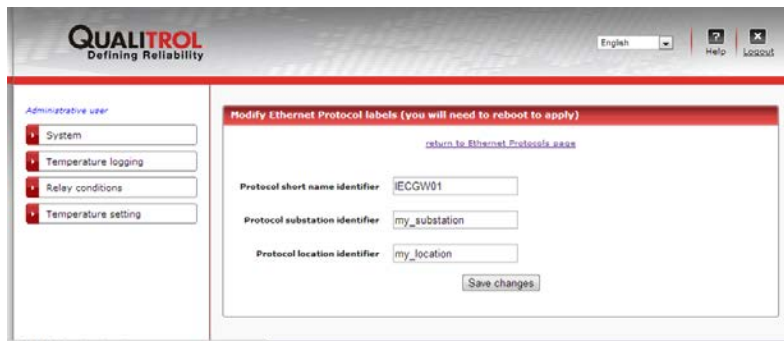 QUALITROL
Defining Reliability
English
? Help
X Logout
Administrative user
System
Temperature logging
Relay conditions
Temperature setting
Modify Ethernet Protocol labels (you will need to reboot to apply)
return to Ethernet Protocols page
Protocol short name identifier IECGW01
Protocol substation identifier my_substation
Protocol location identifier my_location
Save changes